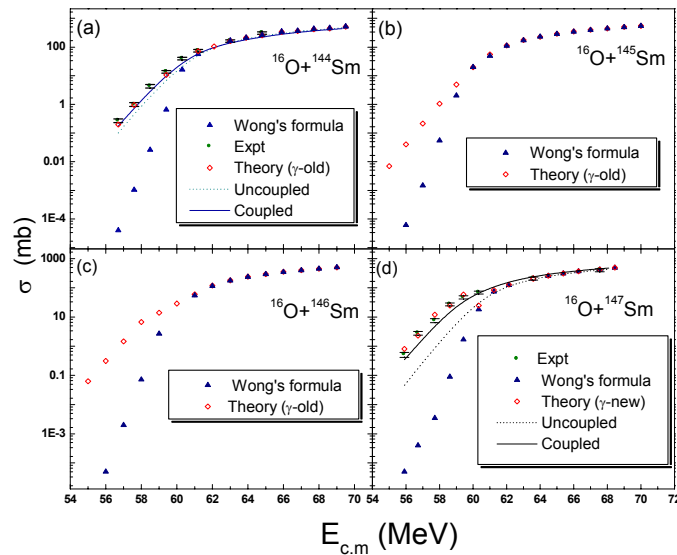 (a)
(b)
¹⁶O+¹⁴⁴Sm
¹⁶O+¹⁴⁵Sm
100
1
0.01
1E-4
Wong's formula
Expt
Theory (γ-old)
Uncoupled
Coupled
Wong's formula
Theory (γ-old)
σ (mb)
(c)
(d)
¹⁶O+¹⁴⁶Sm
¹⁶O+¹⁴⁷Sm
1000
10
0.1
1E-3
Wong's formula
Theory (γ-old)
Expt
Wong's formula
Theory (γ-new)
Uncoupled
Coupled
54 56 58 60 62 64 66 68 70 54 56 58 60 62 64 66 68 70 72
E_c.m (MeV)